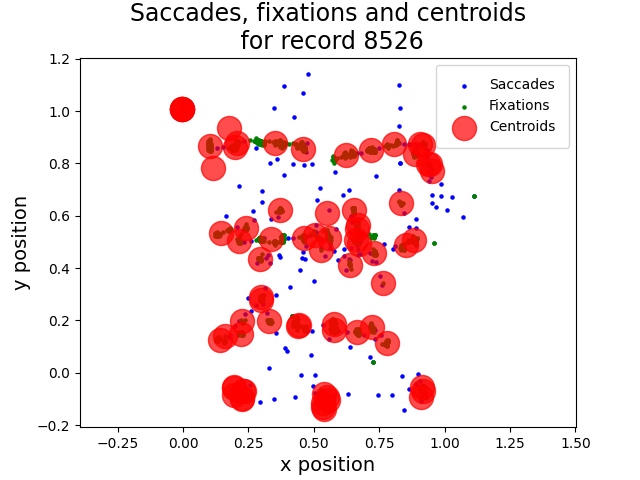 Saccades, fixations and centroids
for record 8526
Saccades
Fixations
Centroids
y position
1.2
1.0
0.8
0.6
0.4
0.2
0.0
−0.2
−0.25
0.00
0.25
0.50
0.75
1.00
1.25
1.50
x position